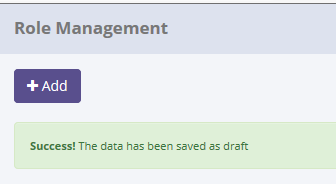 Role Management
Add
Success! The data has been saved as draft